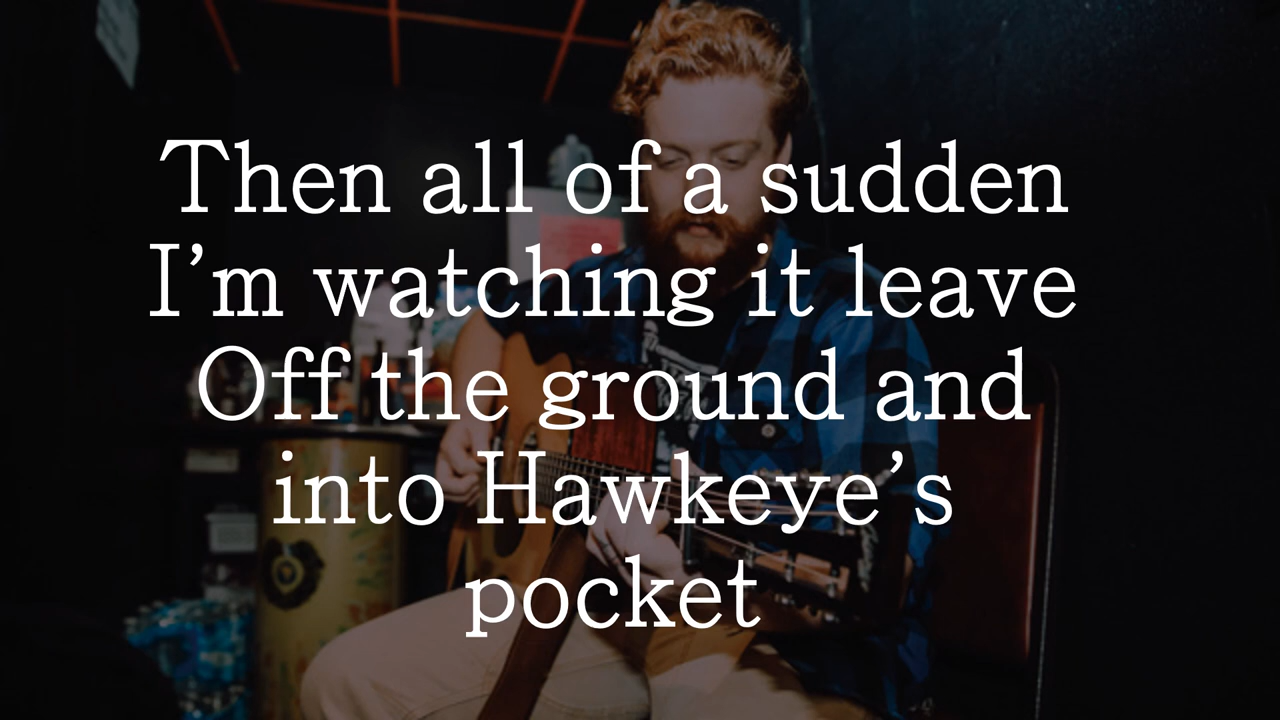 Then all of a sudden
I’m watching it leave
Off the ground and
into Hawkeye’s
pocket